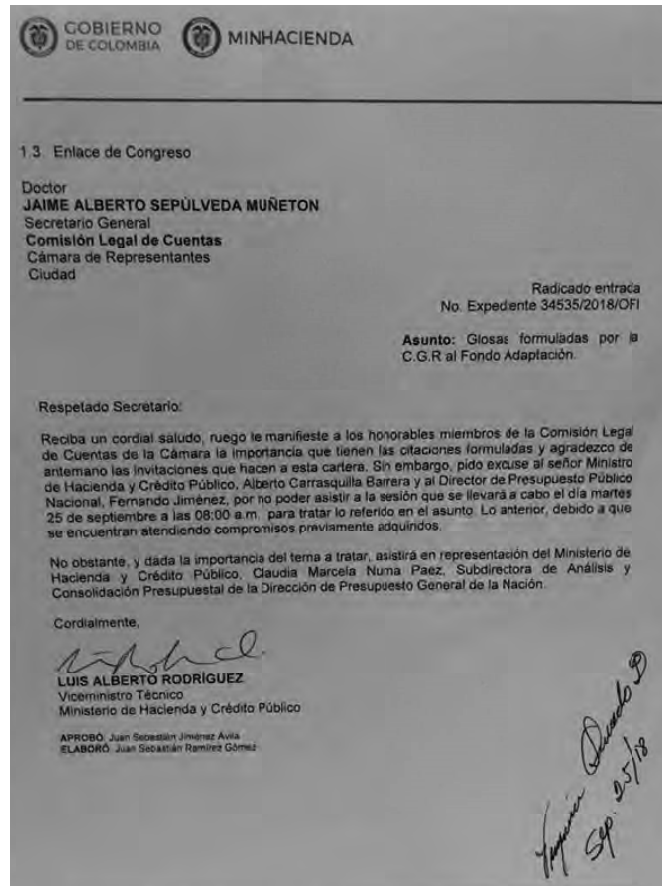 GOBIERNO
DE COLOMBIA
MINHACIENDA
1.3. Enlace de Congreso
Doctor
JAIME ALBERTO SEPÚLVEDA MUÑETON
Secretario General
Comisión Legal de Cuentas
Cámara de Representantes
Ciudad
Radicado entrada
No. Expediente 34535/2018/OFI
Asunto: Glosas formuladas por la
C.G.R al Fondo Adaptación.
Respetado Secretario:
Reciba un cordial saludo, ruego le manifieste a los honorables miembros de la Comisión Legal
de Cuentas de la Cámara la importancia que tienen las citaciones formuladas y agradezco de
antemano las invitaciones que hacen a esta cartera. Sin embargo, pido excuse al señor Ministro
de Hacienda y Crédito Público, Alberto Carrasquilla Barrera y al Director de Presupuesto Público
Nacional, Fernando Jiménez, por no poder asistir a la sesión que se llevará a cabo el día martes
25 de septiembre a las 08:00 a.m. para tratar lo referido en el asunto. Lo anterior, debido a que
se encuentran atendiendo compromisos previamente adquiridos.
No obstante, y dada la importancia del tema a tratar, asistirá en representación del Ministerio de
Hacienda y Crédito Público, Claudia Marcela Numa Paez, Subdirectora de Análisis y
Consolidación Presupuestal de la Dirección de Presupuesto General de la Nación.
Cordialmente,
LUIS ALBERTO RODRÍGUEZ
Viceministro Técnico
Ministerio de Hacienda y Crédito Público
APROBÓ: Juan Sebastián Jiménez Avila
ELABORÓ: Juan Sebastián Ramírez Gómez
Sep. 25/18